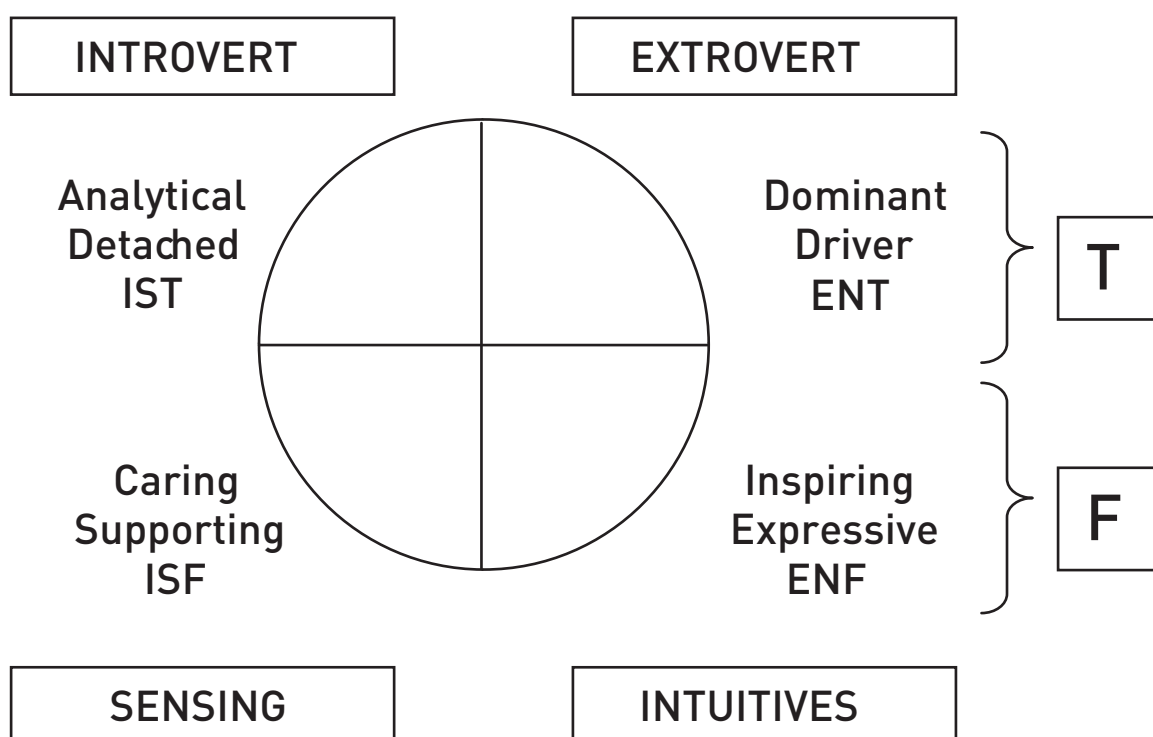 INTROVERT
EXTROVERT
Analytical
Detached
IST
Dominant
Driver
ENT
T
Caring
Supporting
ISF
Inspiring
Expressive
ENF
F
SENSING
INTUITIVES